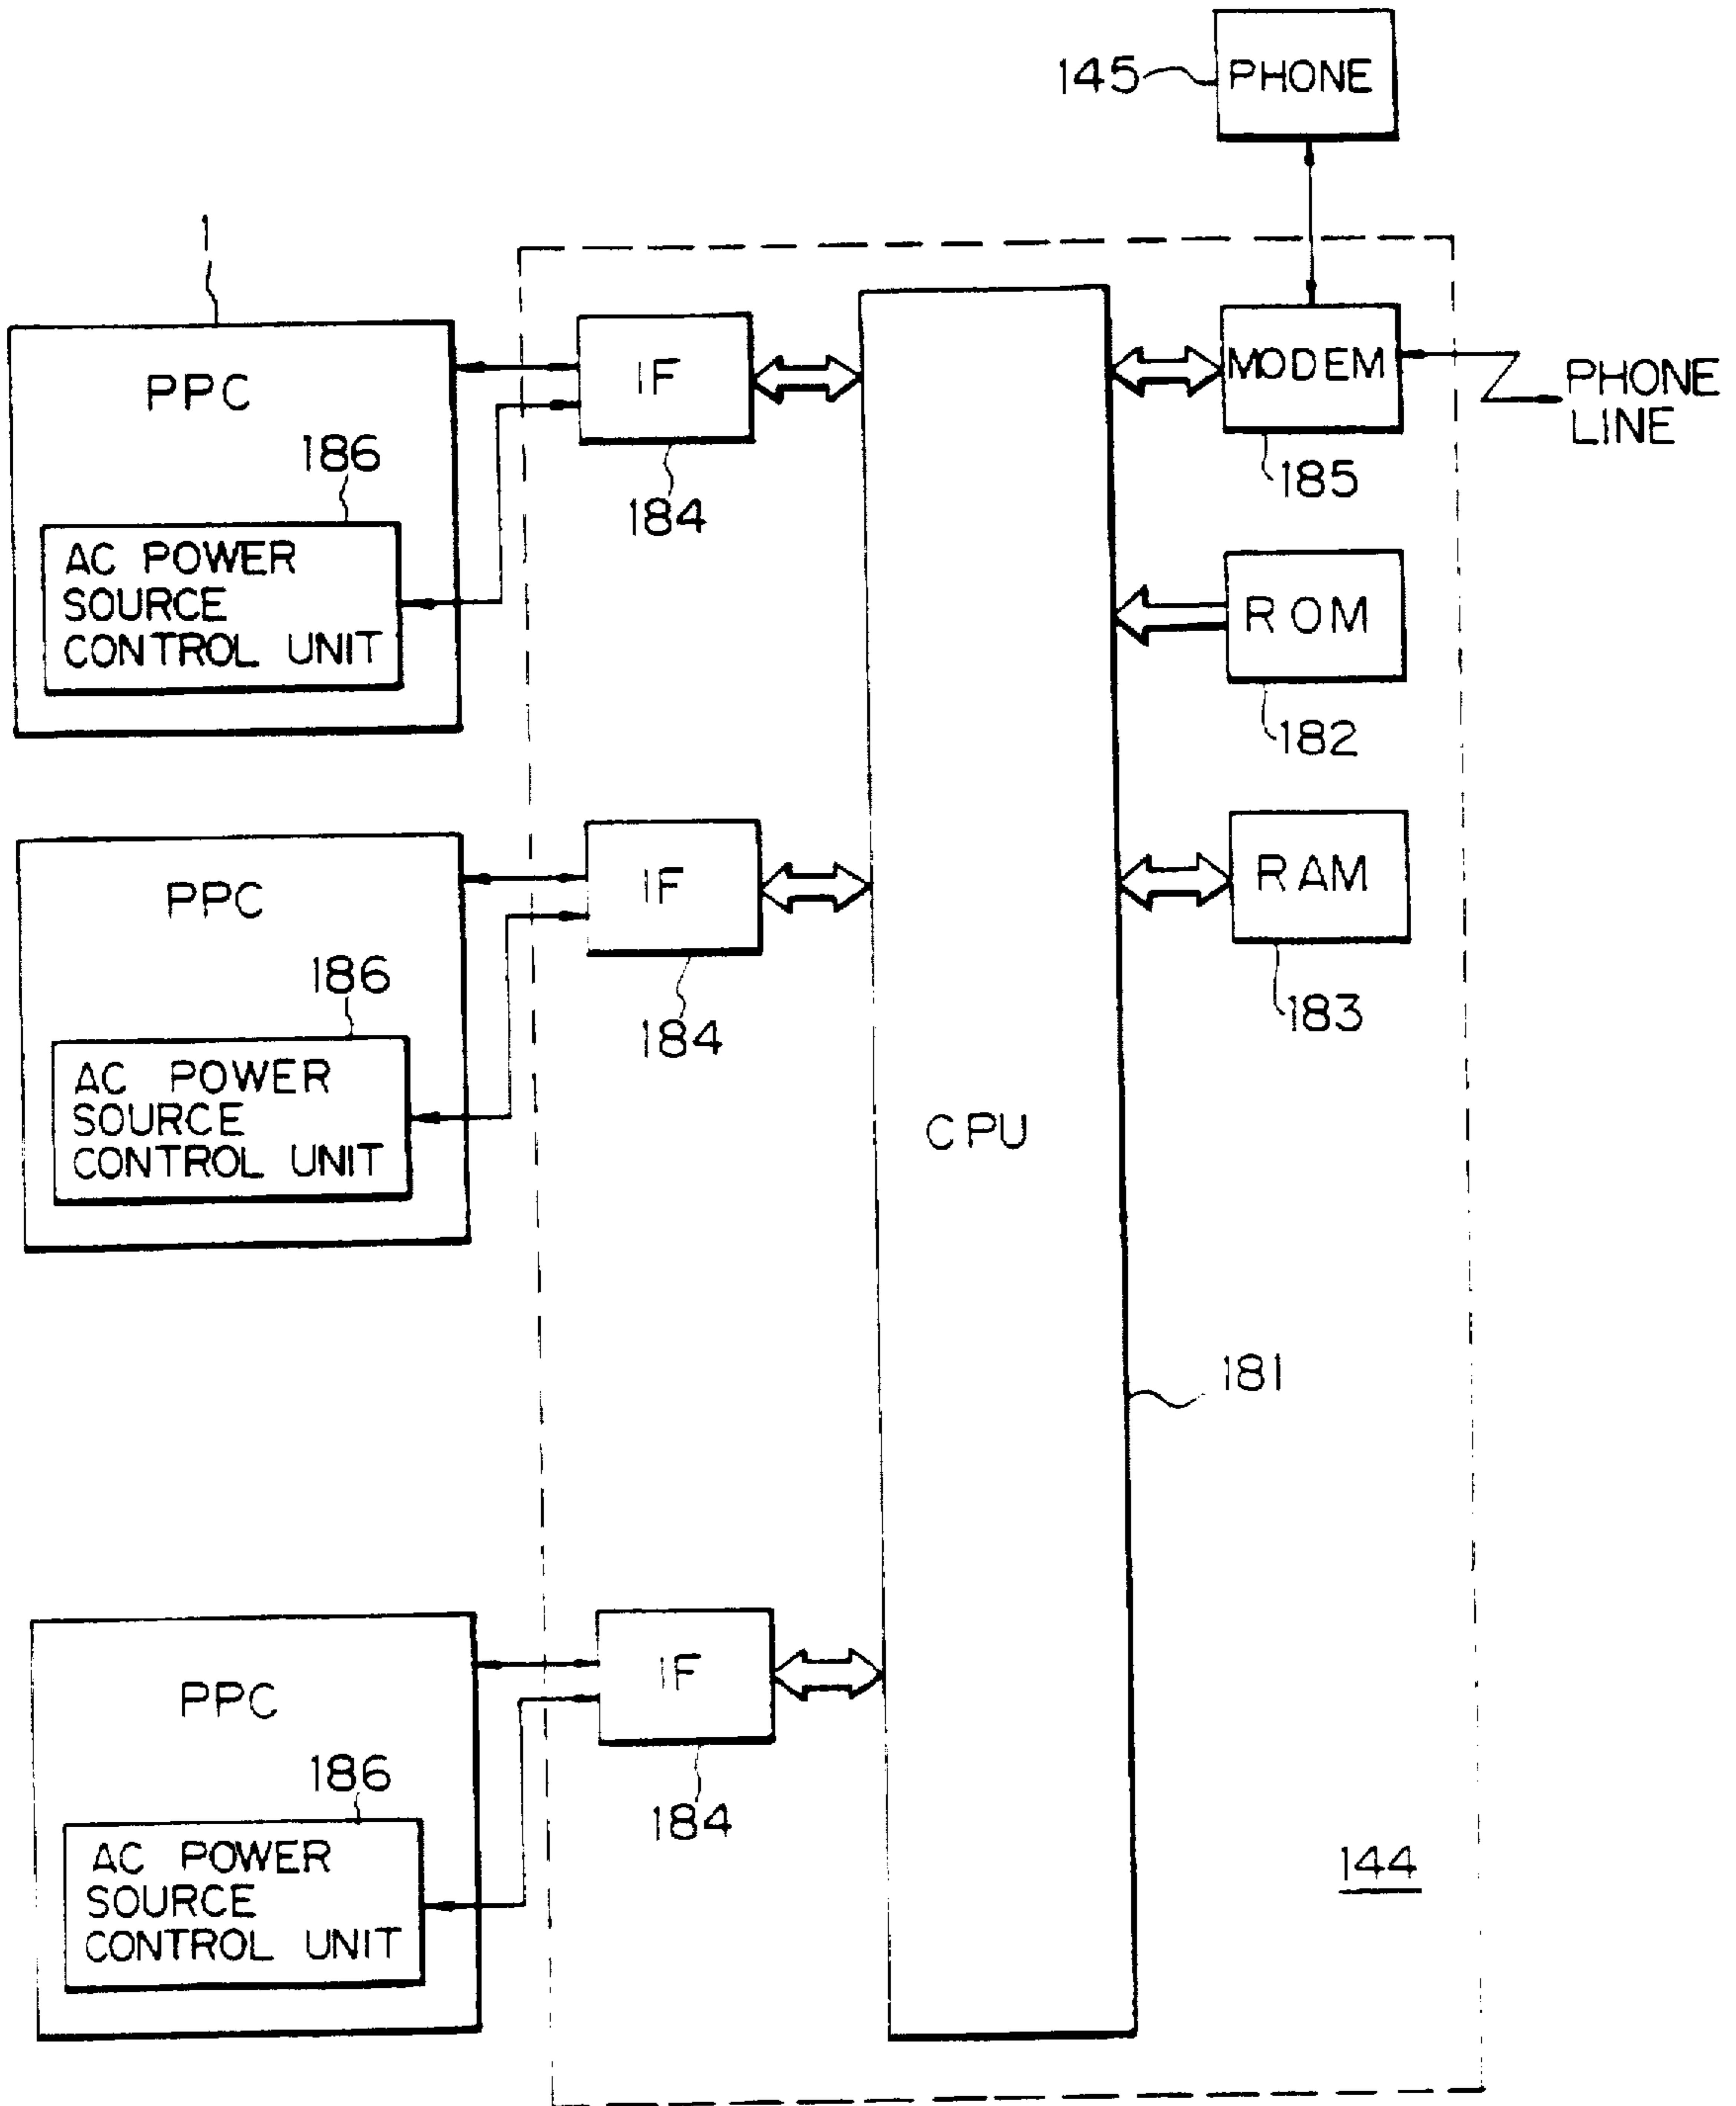 145
PHONE
1
PPC
186
AC POWER
SOURCE
CONTROL UNIT
IF
184
MODEM
185
PHONE
LINE
ROM
182
RAM
183
PPC
186
AC POWER
SOURCE
CONTROL UNIT
IF
184
CPU
181
PPC
186
AC POWER
SOURCE
CONTROL UNIT
IF
184
144